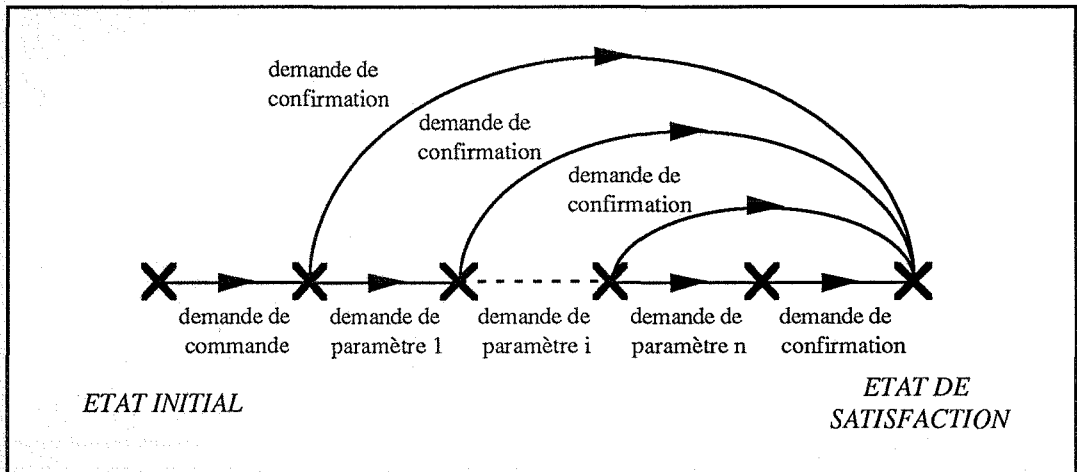 demande de
confirmation
demande de
confirmation
demande de
confirmation
demande de
commande
demande de
paramètre 1
demande de
paramètre i
demande de
paramètre n
demande de
confirmation
ETAT INITIAL
ETAT DE
SATISFACTION